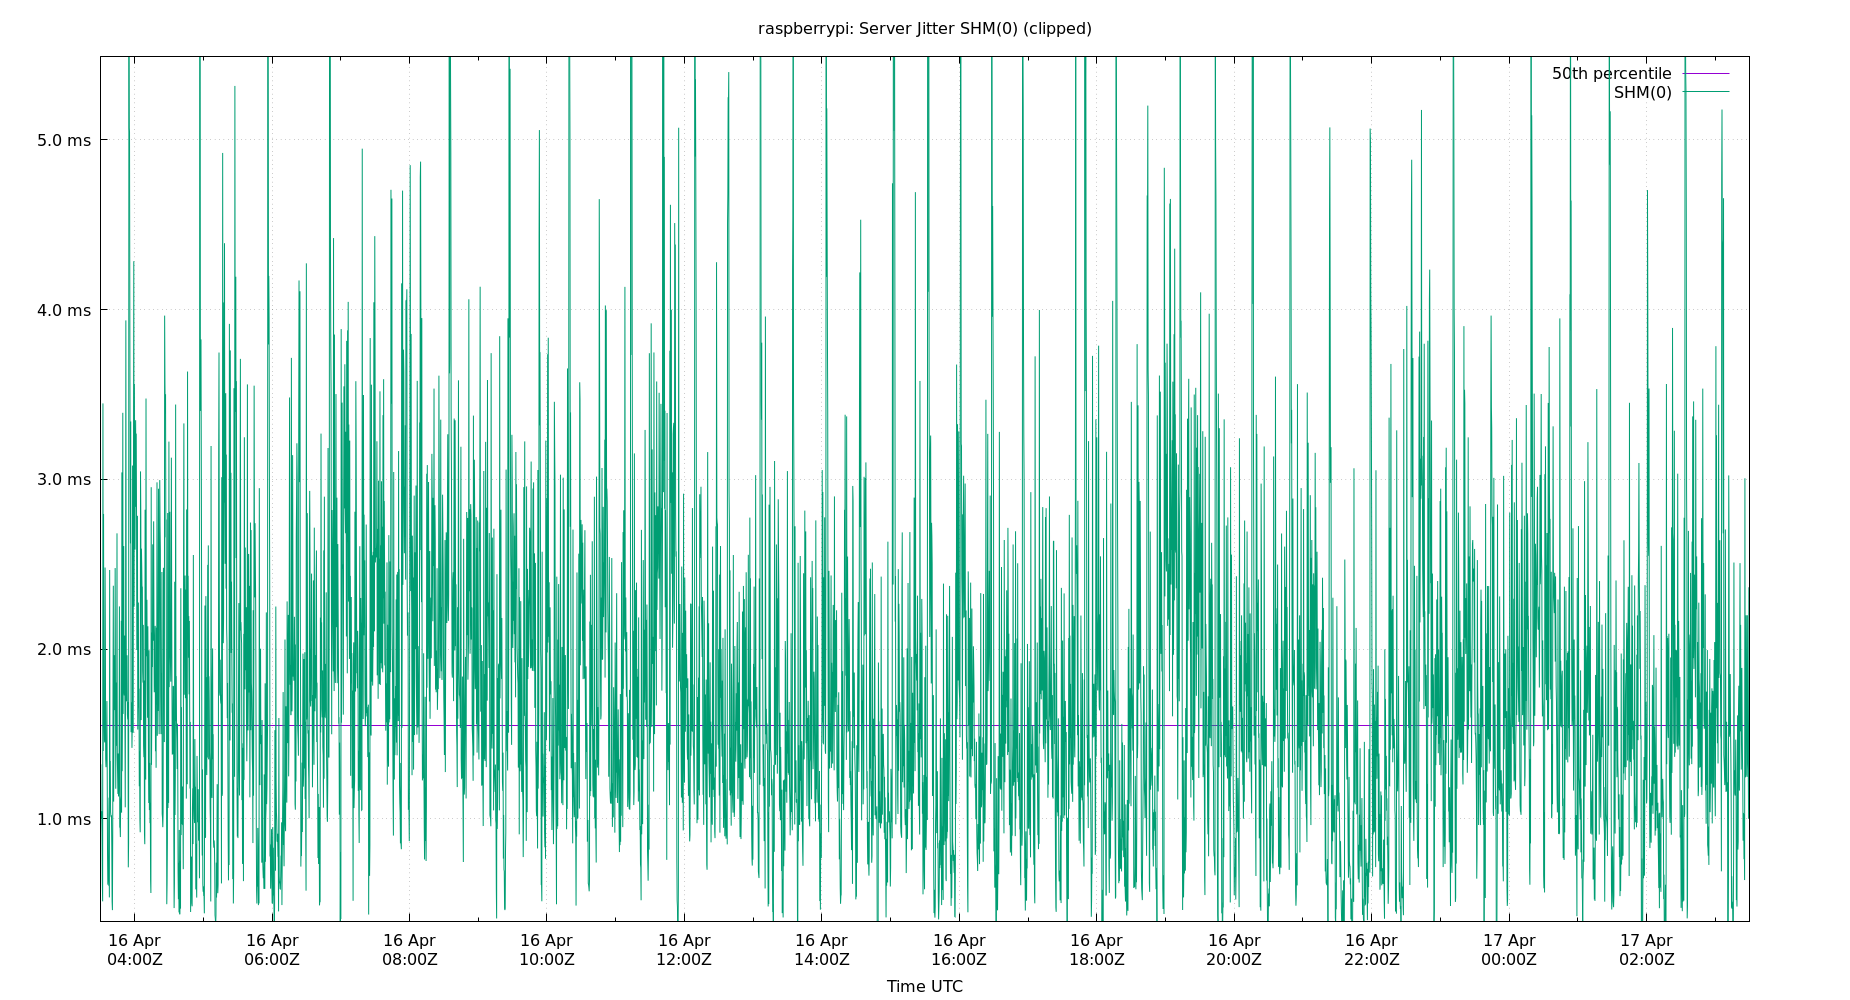 raspberrypi: Server Jitter SHM(0) (clipped)
50th percentile
SHM(0)
5.0 ms
4.0 ms
3.0 ms
2.0 ms
1.0 ms
16 Apr 16 Apr 16 Apr 16 Apr 16 Apr 16 Apr 16 Apr 16 Apr 16 Apr 16 Apr 17 Apr 17 Apr
04:00Z 06:00Z 08:00Z 10:00Z 12:00Z 14:00Z 16:00Z 18:00Z 20:00Z 22:00Z 00:00Z 02:00Z
Time UTC